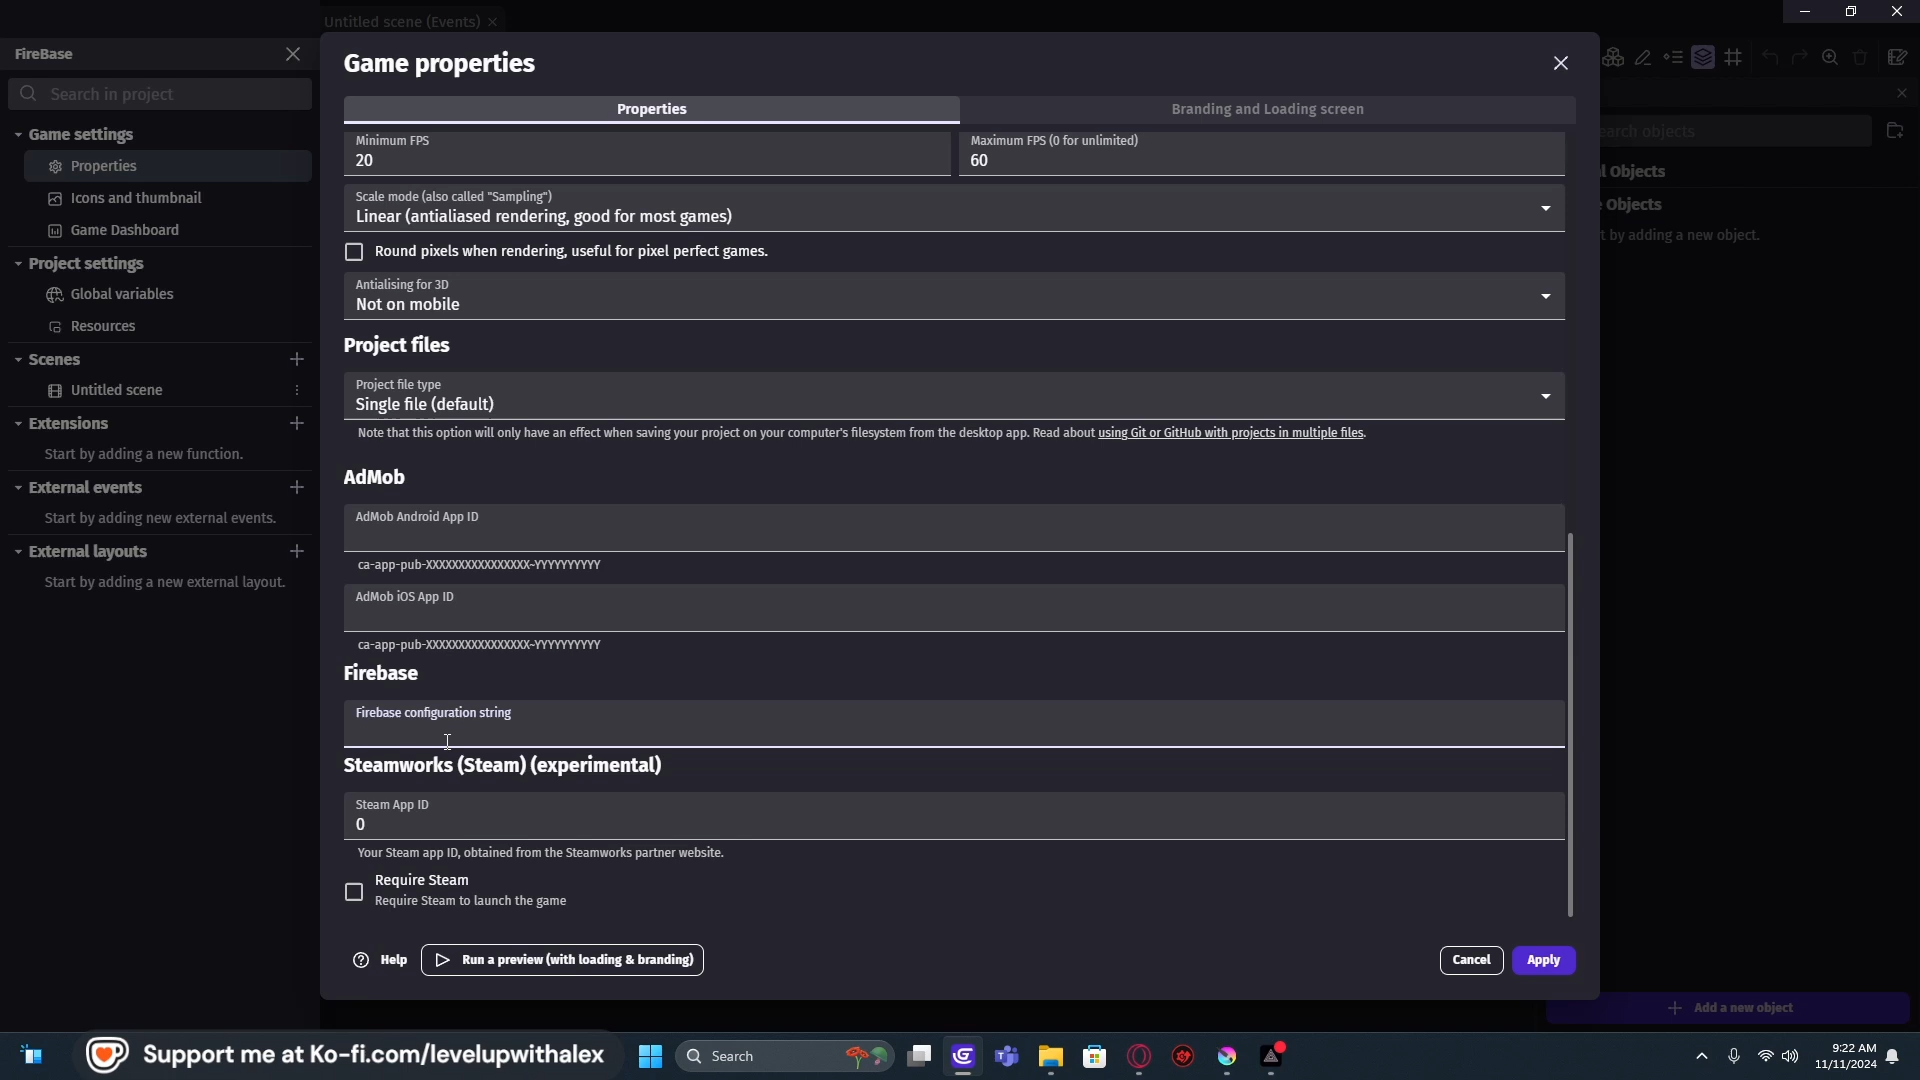 Untitled scene (Events)
FireBase
Search in project
Game settings
Properties
Icons and thumbnail
Game Dashboard
Project settings
Global variables
Resources
Scenes
Untitled scene
Extensions
Start by adding a new function.
External events
Start by adding new external events.
External layouts
Start by adding a new external layout.
Game properties
Properties
Branding and Loading screen
Minimum FPS
20
Maximum FPS (0 for unlimited)
60
Scale mode (also called "Sampling")
Linear (antialiased rendering, good for most games)
Round pixels when rendering, useful for pixel perfect games.
Antialising for 3D
Not on mobile
Project files
Project file type
Single file (default)
Note that this option will only have an effect when saving your project on your computer's filesystem from the desktop app. Read about using Git or GitHub with projects in multiple files.
AdMob
AdMob Android App ID
ca-app-pub-XXXXXXXXXXXXXXXX~YYYYYYYYYY
AdMob iOS App ID
ca-app-pub-XXXXXXXXXXXXXXXX~YYYYYYYYYY
Firebase
Firebase configuration string
Steamworks (Steam) (experimental)
Steam App ID
0
Your Steam app ID, obtained from the Steamworks partner website.
Require Steam
Require Steam to launch the game
Help
Run a preview (with loading & branding)
Cancel
Apply
earch objects
l Objects
e Objects
t by adding a new object.
Add a new object
Support me at Ko-fi.com/levelupwithalex
Search
9:22 AM
11/11/2024